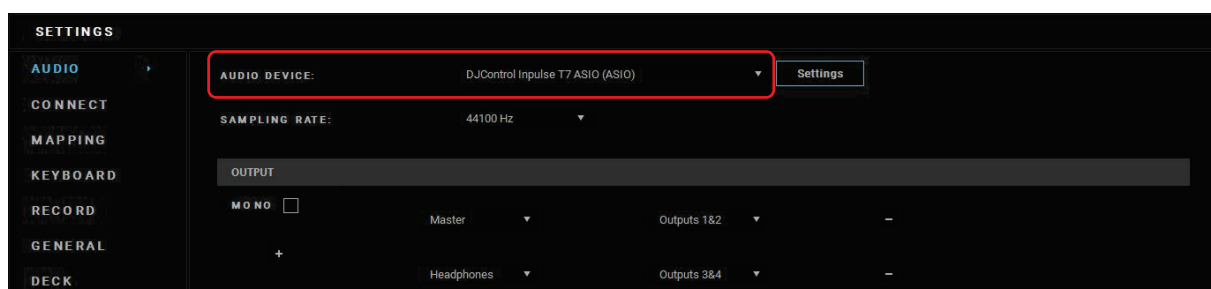 SETTINGS
AUDIO
CONNECT
MAPPING
KEYBOARD
RECORD
GENERAL
DECK
AUDIO DEVICE: DJControl Inpulse T7 ASIO (ASIO) Settings
SAMPLING RATE: 44100 Hz
OUTPUT
MONO
Master Outputs 1&2 –
+
Headphones Outputs 3&4 –